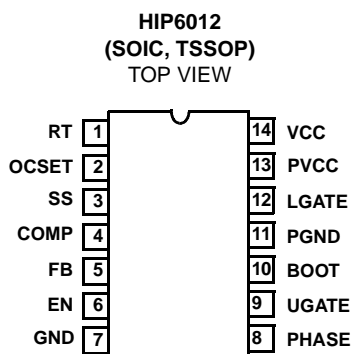 HIP6012
(SOIC, TSSOP)
TOP VIEW
RT 1 14 VCC
OCSET 2 13 PVCC
SS 3 12 LGATE
COMP 4 11 PGND
FB 5 10 BOOT
EN 6 9 UGATE
GND 7 8 PHASE